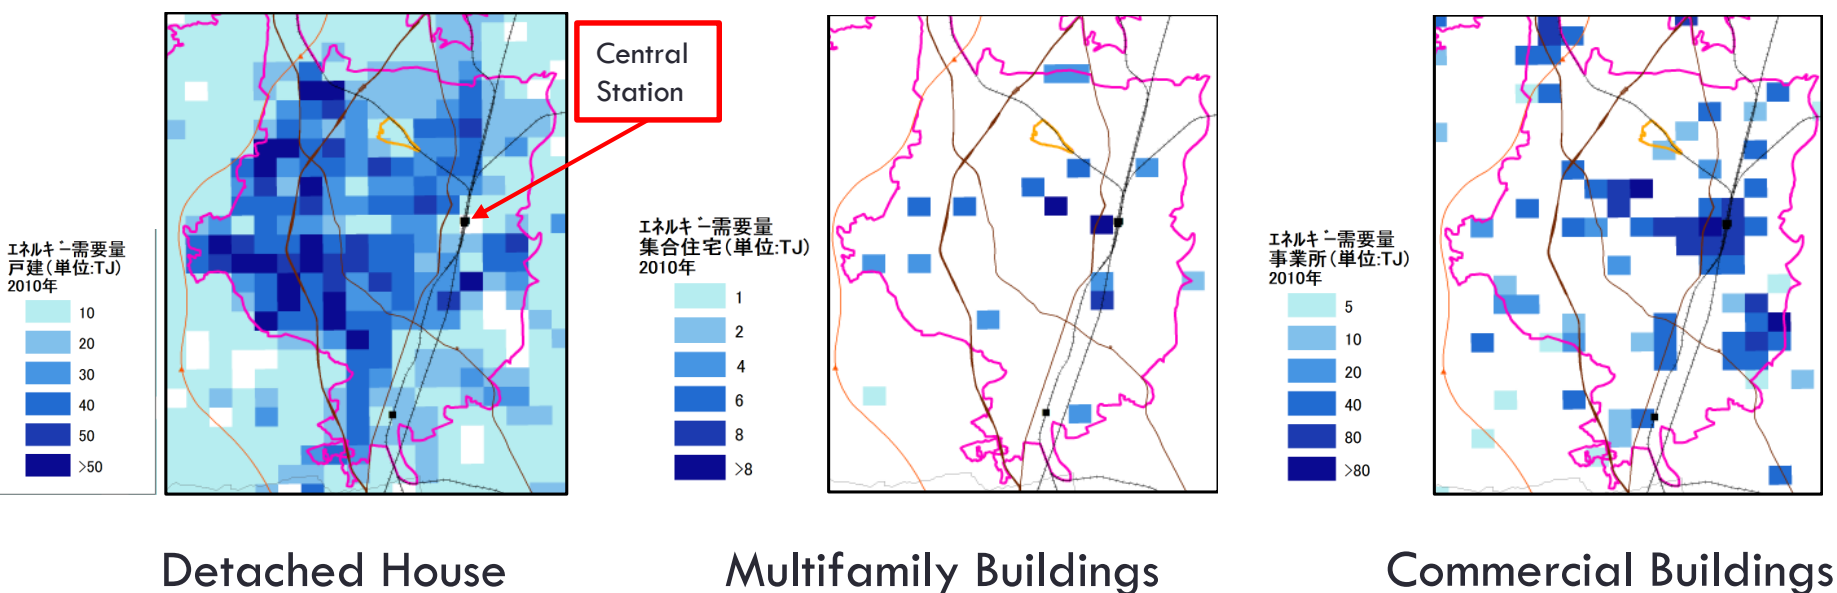 Central
Station
エネルギー需要量
戸建(単位:TJ)
2010年
10
20
30
40
50
>50
エネルギー需要量
集合住宅(単位:TJ)
2010年
1
2
4
6
8
>8
エネルギー需要量
事業所(単位:TJ)
2010年
5
10
20
40
80
>80
Detached House
Multifamily Buildings
Commercial Buildings